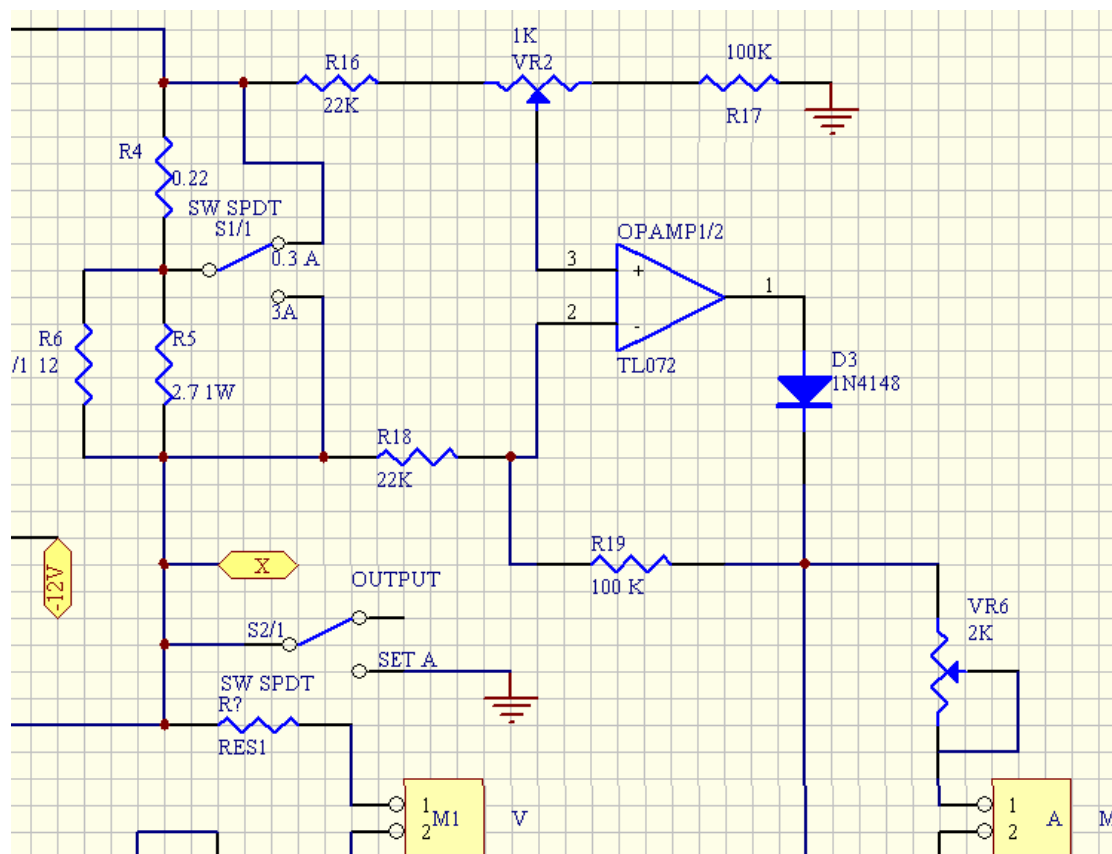 1K
VR2
100K
R16
22K
R17
R4
0.22
SW SPDT
S1/1
0.3 A
3A
OPAMP1/2
3
+
1
2
-
TL072
R6
/1 12
R5
2.7 1W
D3
1N4148
R18
22K
R19
100 K
X
-12V
OUTPUT
S2/1
SET A
SW SPDT
R?
RES1
VR6
2K
1
2
M1
V
1
2
A
M